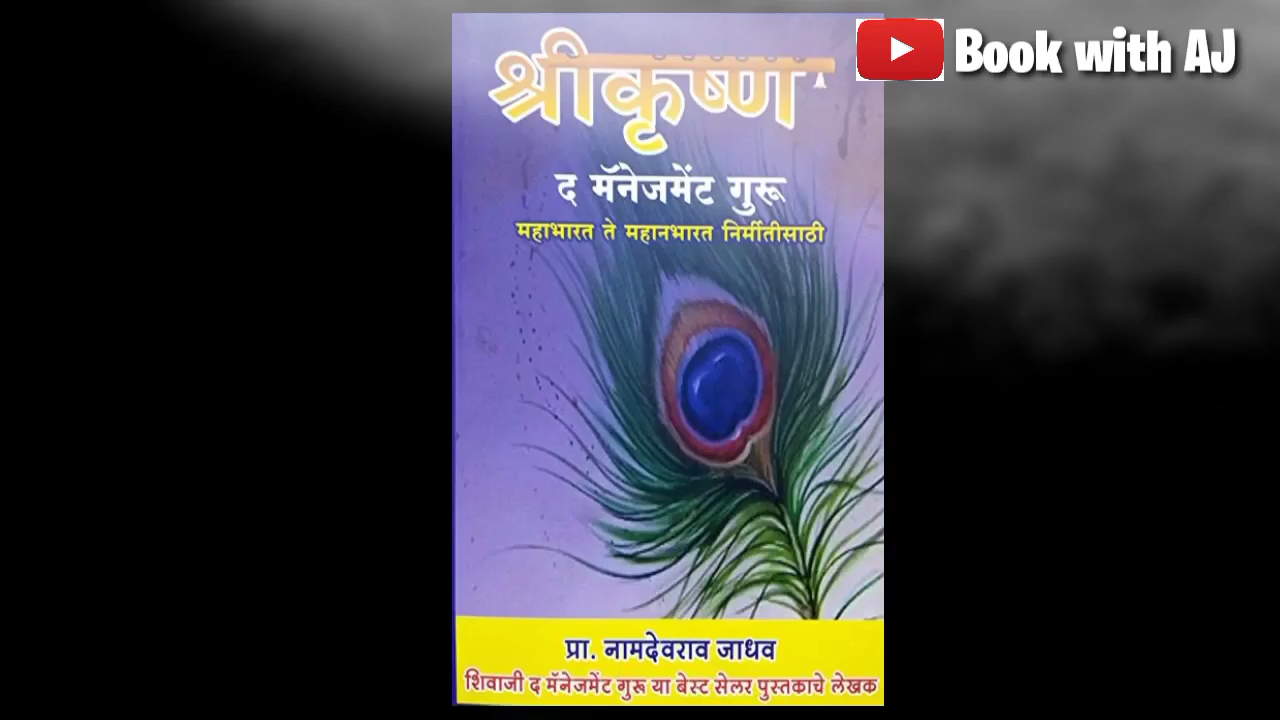 Book with AJ
श्रीकृष्ण
द मॅनेजमेंट गुरू
महाभारत ते महानभारत निर्मीतीसाठी
प्रा. नामदेवराव जाधव
शिवाजी द मॅनेजमेंट गुरू या बेस्ट सेलर पुस्तकाचे लेखक